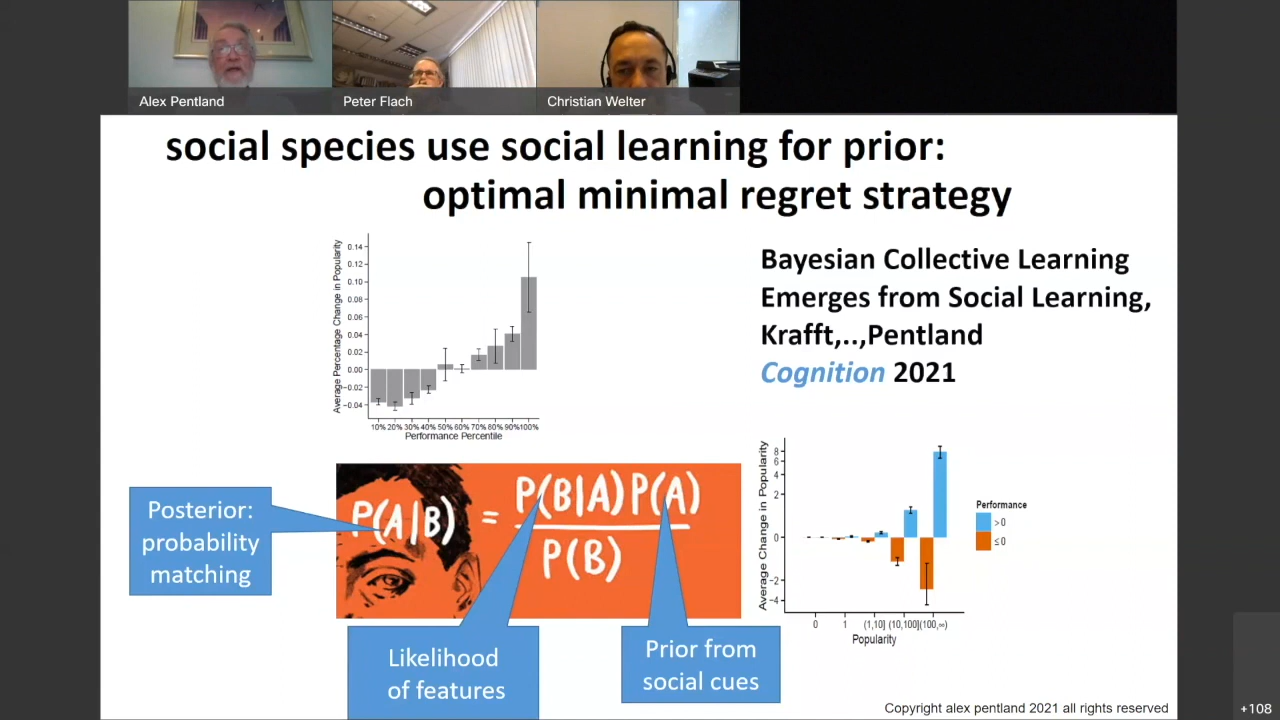 Alex Pentland
Peter Flach
Christian Welter
social species use social learning for prior:
optimal minimal regret strategy
Average Percentage Change in Popularity
0.14
0.12
0.10
0.08
0.06
0.04
0.02
0.00
−0.02
−0.04
10% 20% 30% 40% 50% 60% 70% 80% 90% 100%
Performance Percentile
Bayesian Collective Learning
Emerges from Social Learning,
Krafft,..,Pentland
Cognition 2021
Posterior:
probability
matching
P(A|B) = P(B|A) P(A)
P(B)
Likelihood
of features
Prior from
social cues
Average Change in Popularity
8
6
4
2
0
−2
−4
0 1 (1,10] (10,100] (100,∞)
Popularity
Performance
> 0
≤ 0
Copyright alex pentland 2021 all rights reserved
+108